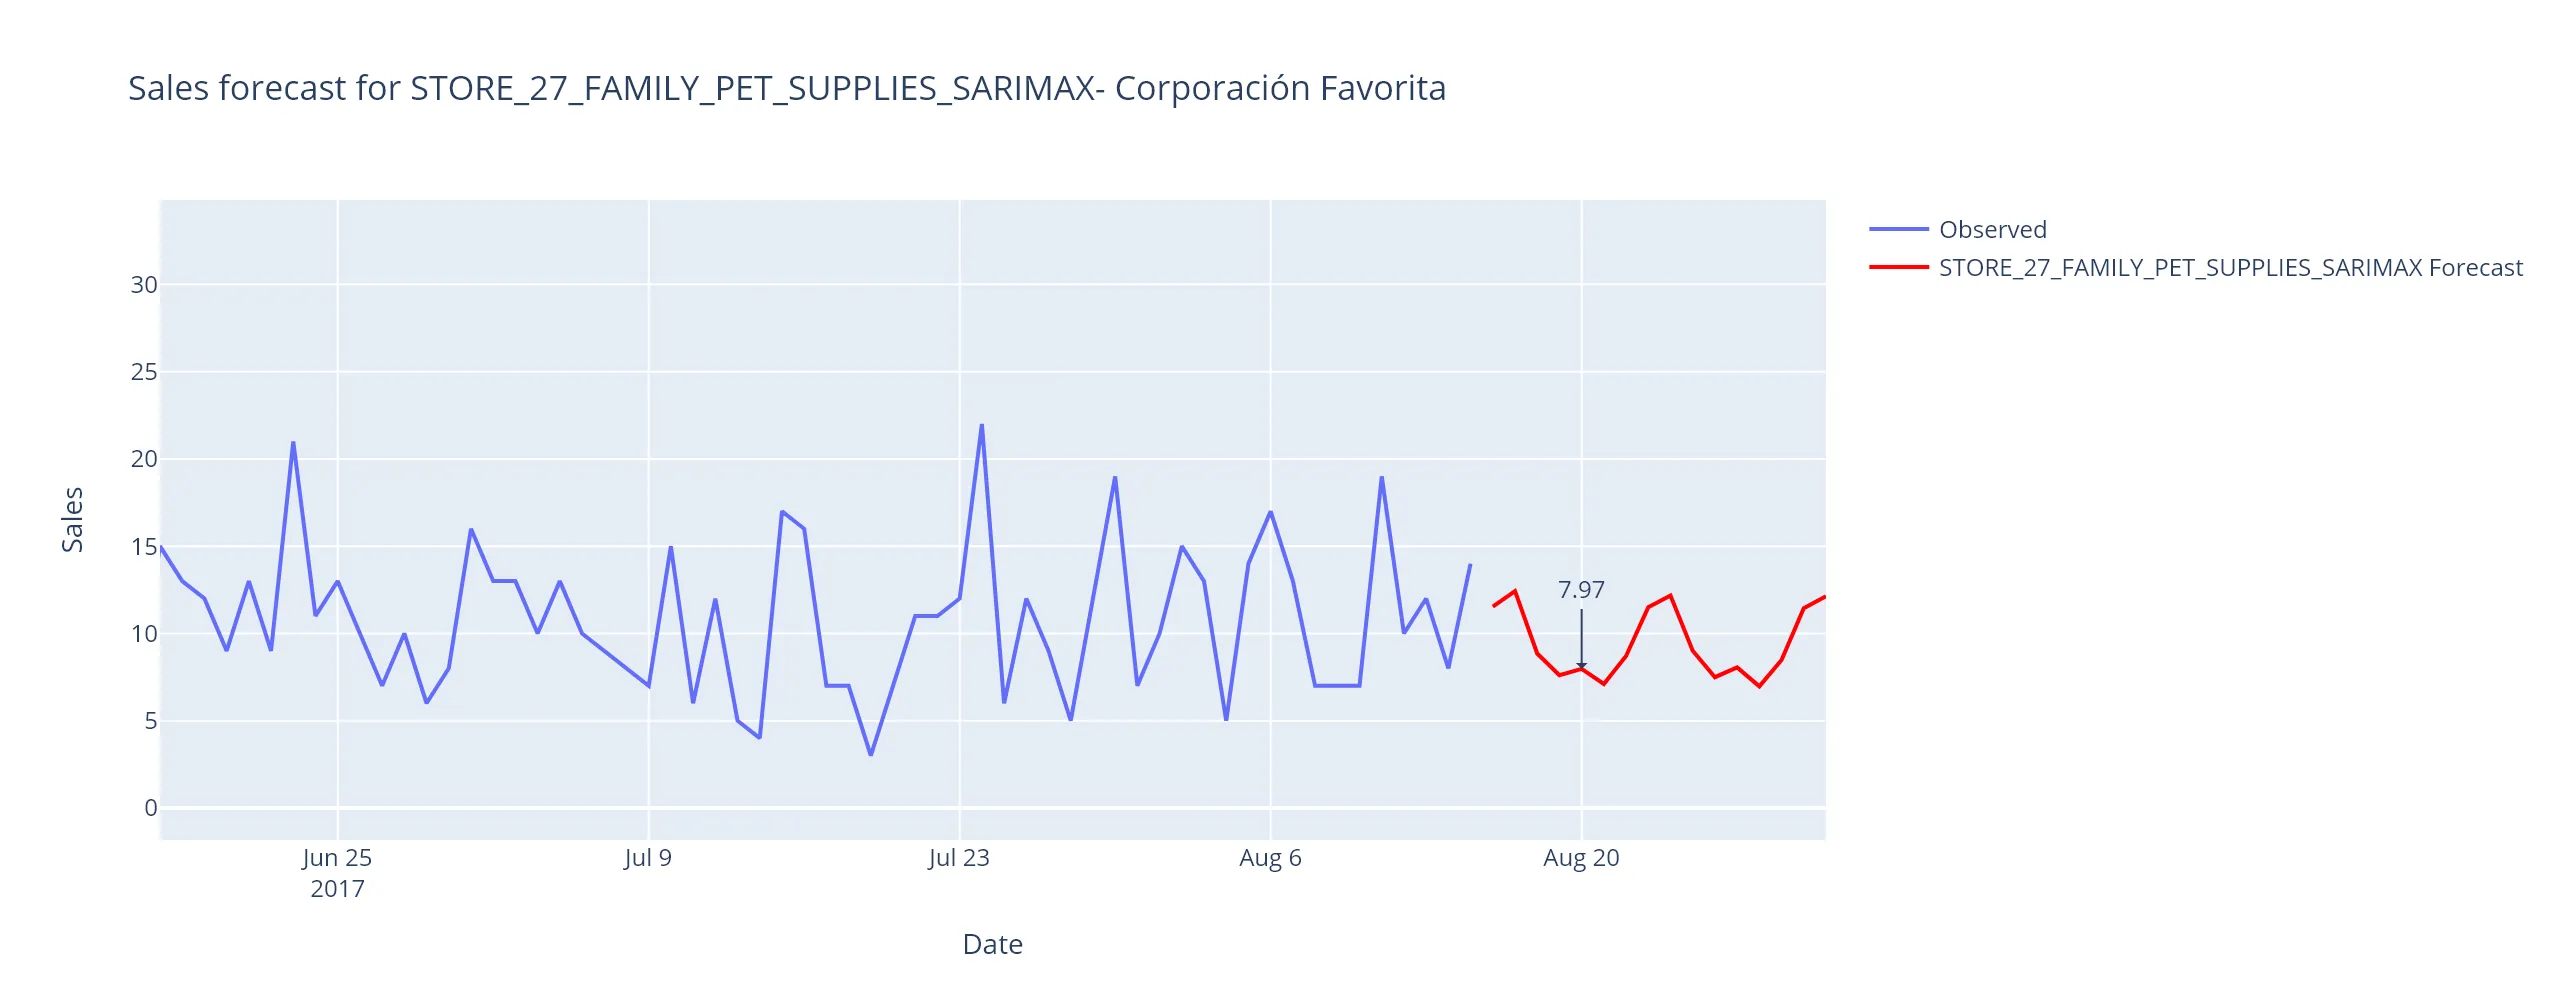 Sales forecast for STORE_27_FAMILY_PET_SUPPLIES_SARIMAX- Corporación Favorita
Observed
STORE_27_FAMILY_PET_SUPPLIES_SARIMAX Forecast
Sales
30
25
20
15
10
5
0
7.97
Jun 25
2017
Jul 9
Jul 23
Aug 6
Aug 20
Date